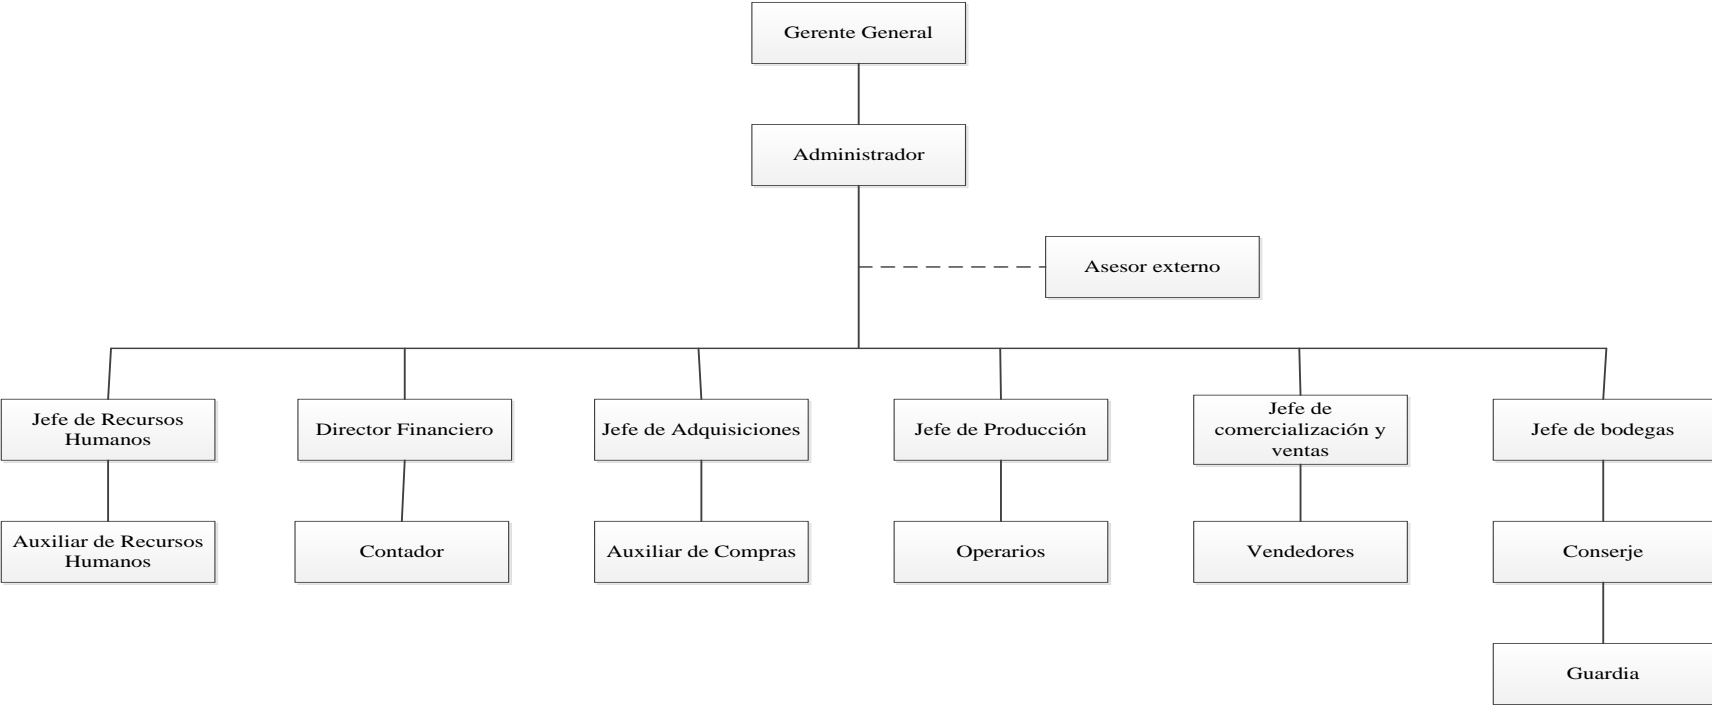 Gerente General
Administrador
Asesor externo
Jefe de Recursos
Humanos
Director Financiero
Jefe de Adquisiciones
Jefe de Producción
Jefe de
comercialización y
ventas
Jefe de bodegas
Auxiliar de Recursos
Humanos
Contador
Auxiliar de Compras
Operarios
Vendedores
Conserje
Guardia